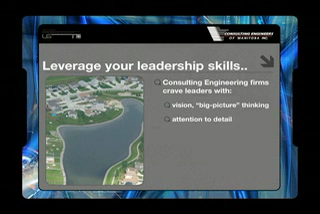 CONSULTING ENGINEERS
OF MANITOBA INC.
Leverage your leadership skills..
Consulting Engineering firms
crave leaders with:
vision, "big-picture" thinking
attention to detail